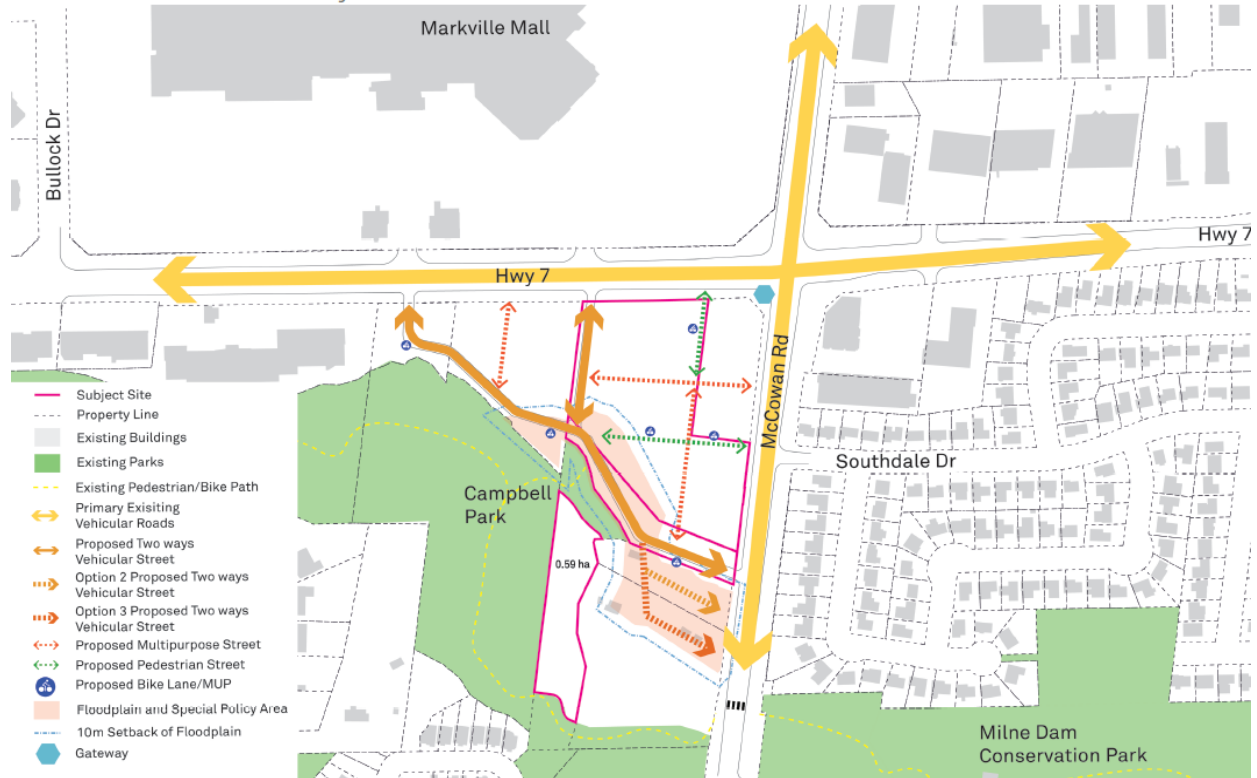 Markville Mall
Bullock Dr
Hwy 7
Hwy 7
McCowan Rd
Southdale Dr
Campbell
Park
0.59 ha
Milne Dam
Conservation Park
Subject Site
Property Line
Existing Buildings
Existing Parks
Existing Pedestrian/Bike Path
Primary Exisiting
Vehicular Roads
Proposed Two ways
Vehicular Street
Option 2 Proposed Two ways
Vehicular Street
Option 3 Proposed Two ways
Vehicular Street
Proposed Multipurpose Street
Proposed Pedestrian Street
Proposed Bike Lane/MUP
Floodplain and Special Policy Area
10m Setback of Floodplain
Gateway